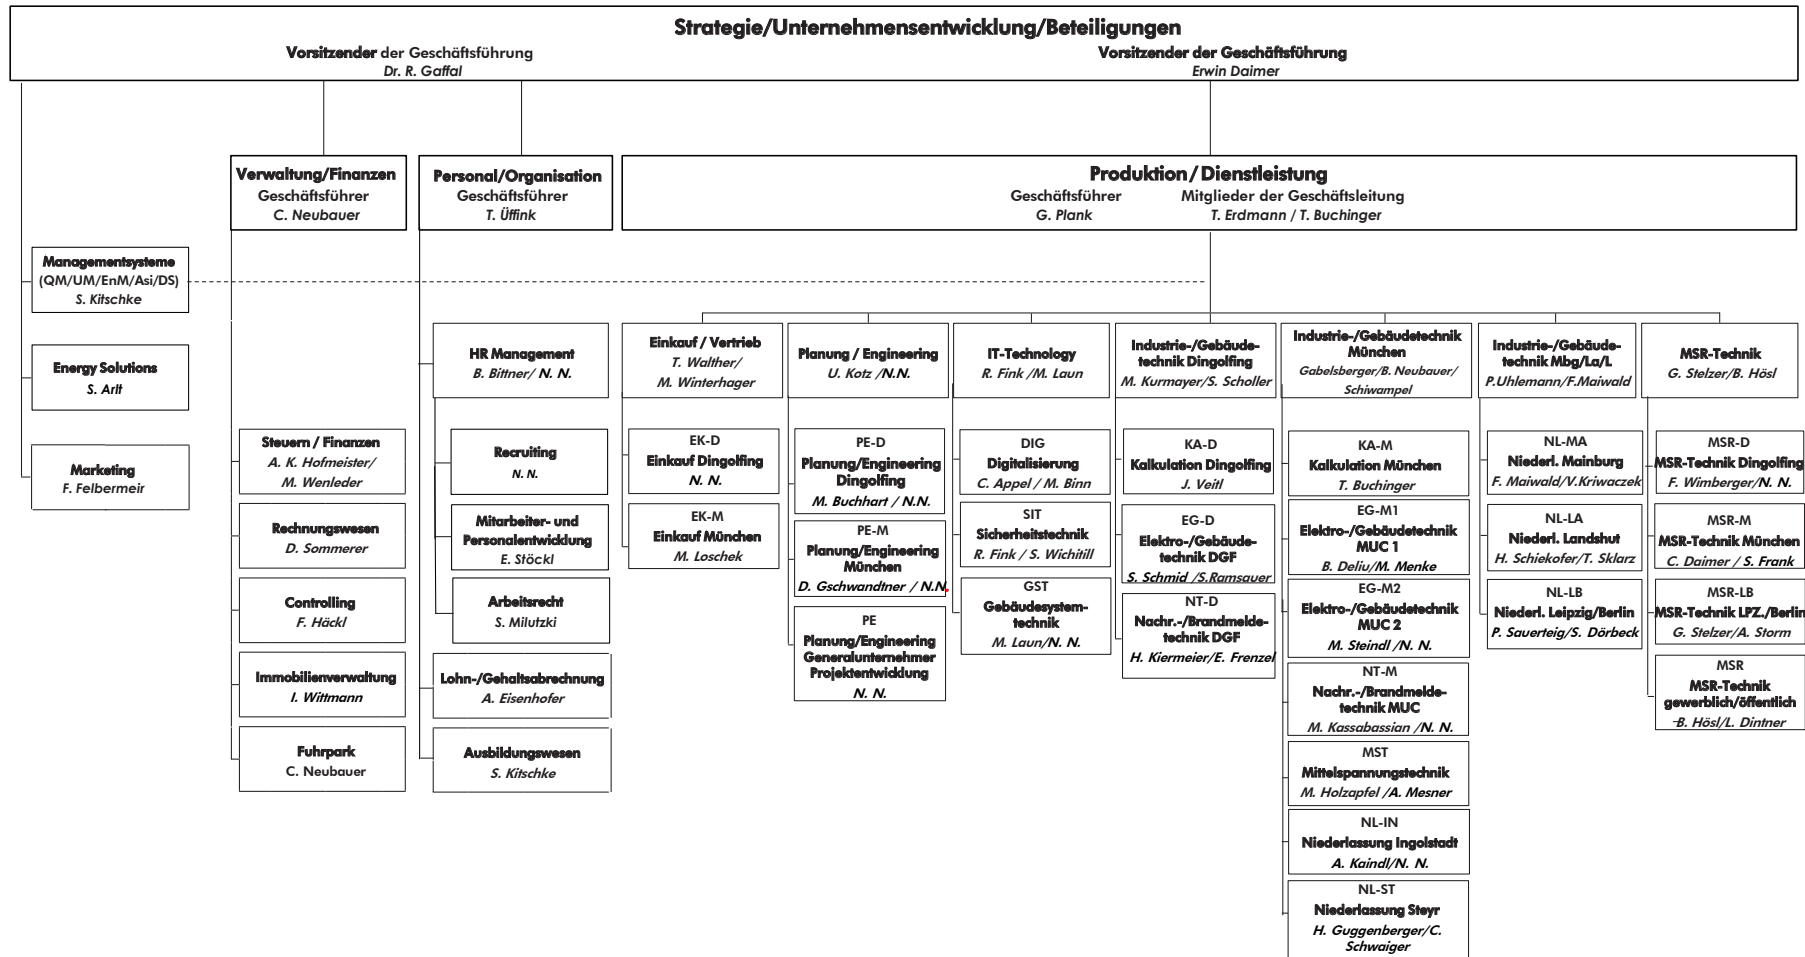 Strategie/Unternehmensentwicklung/Beteiligungen
Vorsitzender der Geschäftsführung
Dr. R. Gaffal
Vorsitzender der Geschäftsführung
Erwin Daimer
Verwaltung/Finanzen
Geschäftsführer
C. Neubauer
Personal/Organisation
Geschäftsführer
T. Üffink
Produktion/Dienstleistung
Geschäftsführer
G. Plank
Mitglieder der Geschäftsleitung
T. Erdmann / T. Buchinger
Managementsysteme
(QM/UM/EnM/Asi/DS)
S. Kitschke
Energy Solutions
S. Arlt
Marketing
F. Felbermeir
Steuern / Finanzen
A. K. Hofmeister/
M. Wenleder
Rechnungswesen
D. Sommerer
Controlling
F. Häckl
Immobilienverwaltung
I. Wittmann
Fuhrpark
C. Neubauer
HR Management
B. Bittner/ N. N.
Recruiting
N. N.
Mitarbeiter- und
Personalentwicklung
E. Stöckl
Arbeitsrecht
S. Milutzki
Lohn-/Gehaltsabrechnung
A. Eisenhofer
Ausbildungswesen
S. Kitschke
Einkauf / Vertrieb
T. Walther/
M. Winterhager
EK-D
Einkauf Dingolfing
N. N.
EK-M
Einkauf München
M. Loschek
Planung / Engineering
U. Kotz /N.N.
PE-D
Planung/Engineering
Dingolfing
M. Buchhart / N.N.
PE-M
Planung/Engineering
München
D. Gschwandtner / N.N.
PE
Planung/Engineering
Generalunternehmer
Projektentwicklung
N. N.
IT-Technology
R. Fink /M. Laun
DIG
Digitalisierung
C. Appel / M. Binn
SIT
Sicherheitstechnik
R. Fink / S. Wichitill
GST
Gebäudesystem-
technik
M. Laun/N. N.
Industrie-/Gebäude-
technik Dingolfing
M. Kurmayer/S. Scholler
KA-D
Kalkulation Dingolfing
J. Veitl
EG-D
Elektro-/Gebäude-
technik DGF
S. Schmid /S.Ramsauer
NT-D
Nachr.-/Brandmelde-
technik DGF
H. Kiermeier/E. Frenzel
Industrie-/Gebäudetechnik
München
Gabelsberger/B. Neubauer/
Schiwampel
KA-M
Kalkulation München
T. Buchinger
EG-M1
Elektro-/Gebäudetechnik
MUC 1
B. Deliu/M. Menke
EG-M2
Elektro-/Gebäudetechnik
MUC 2
M. Steindl /N. N.
NT-M
Nachr.-/Brandmelde-
technik MUC
M. Kassabassian /N. N.
MST
Mittelspannungstechnik
M. Holzapfel /A. Mesner
NL-IN
Niederlassung Ingolstadt
A. Kaindl/N. N.
NL-ST
Niederlassung Steyr
H. Guggenberger/C.
Schwaiger
Industrie-/Gebäude-
technik Mbg/La/L
P.Uhlemann/F.Maiwald
NL-MA
Niederl. Mainburg
F. Maiwald/V.Kriwaczek
NL-LA
Niederl. Landshut
H. Schiekofer/T. Sklarz
NL-LB
Niederl. Leipzig/Berlin
P. Sauerteig/S. Dörbeck
MSR-Technik
G. Stelzer/B. Hösl
MSR-D
MSR-Technik Dingolfing
F. Wimberger/N. N.
MSR-M
MSR-Technik München
C. Daimer / S. Frank
MSR-LB
MSR-Technik LPZ./Berlin
G. Stelzer/A. Storm
MSR
MSR-Technik
gewerblich/öffentlich
B. Hösl/L. Dintner